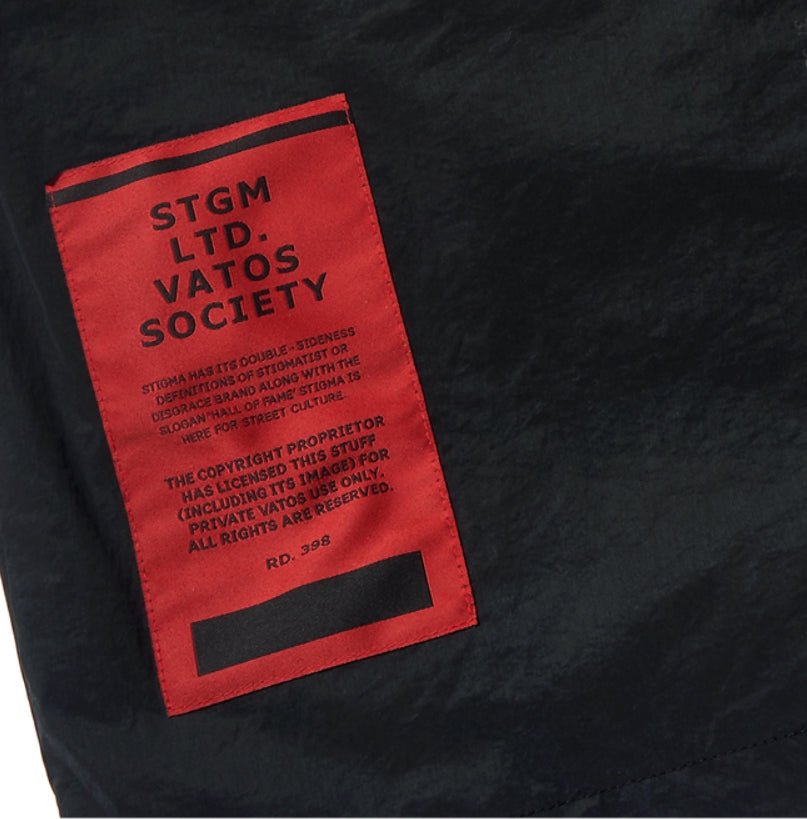 STGM
LTD.
VATOS
SOCIETY
STIGMA HAS ITS DOUBLE - SIDENESS
DEFINITIONS OF STIGMATIST OR
DISGRACE BRAND ALONG WITH THE
SLOGAN 'HALL OF FAME' STIGMA IS
HERE FOR STREET CULTURE.
THE COPYRIGHT PROPRIETOR
HAS LICENSED THIS STUFF
(INCLUDING ITS IMAGE) FOR
PRIVATE VATOS USE ONLY.
ALL RIGHTS ARE RESERVED.
RD. 398